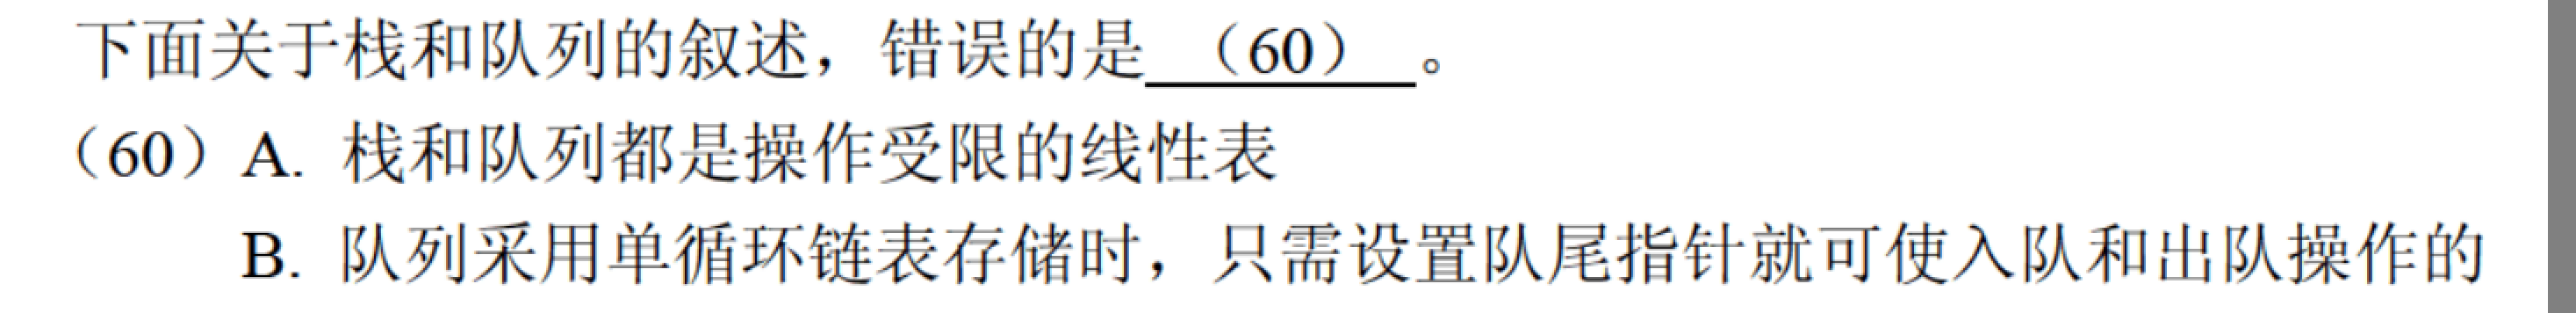 下面关于栈和队列的叙述，错误的是 （60） 。
（60）A. 栈和队列都是操作受限的线性表
B. 队列采用单循环链表存储时，只需设置队尾指针就可使入队和出队操作的